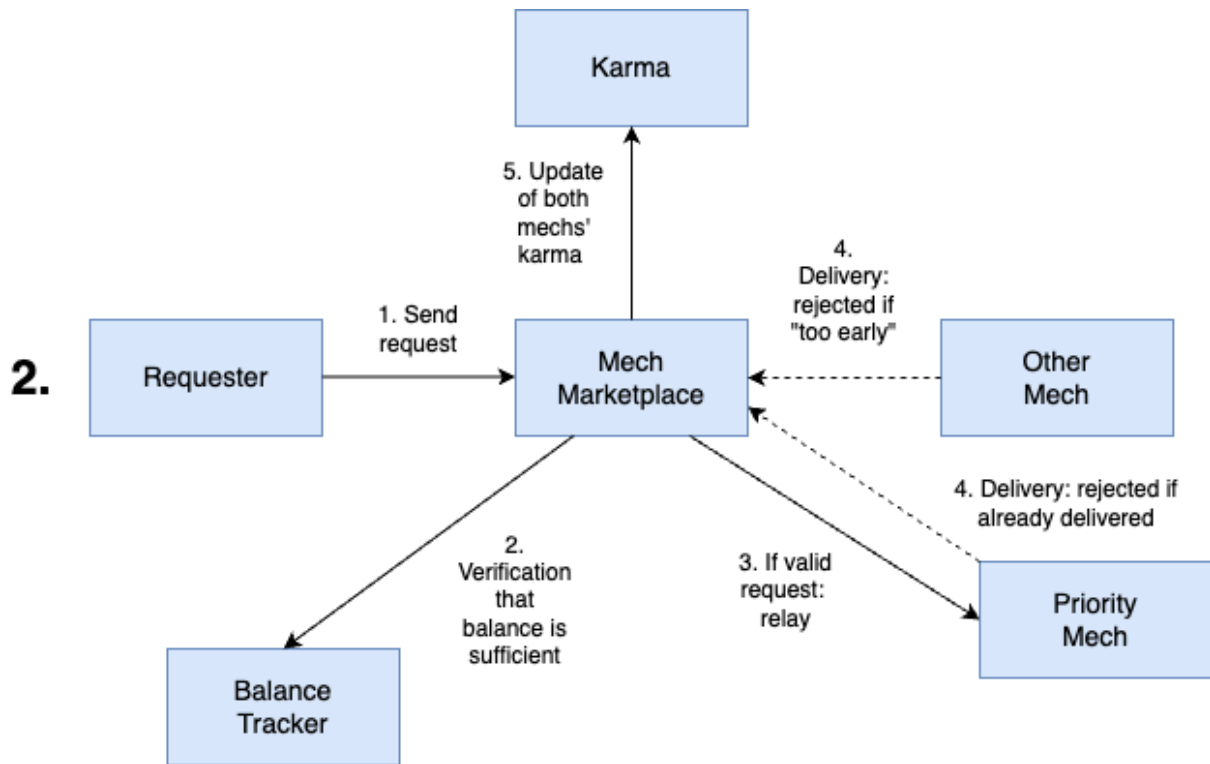 Karma
5. Update
of both
mechs'
karma
4.
Delivery:
rejected if
"too early"
1. Send
request
2.
Requester
Mech
Marketplace
Other
Mech
4. Delivery: rejected if
already delivered
2.
Verification
that
balance is
sufficient
3. If valid
request:
relay
Priority
Mech
Balance
Tracker